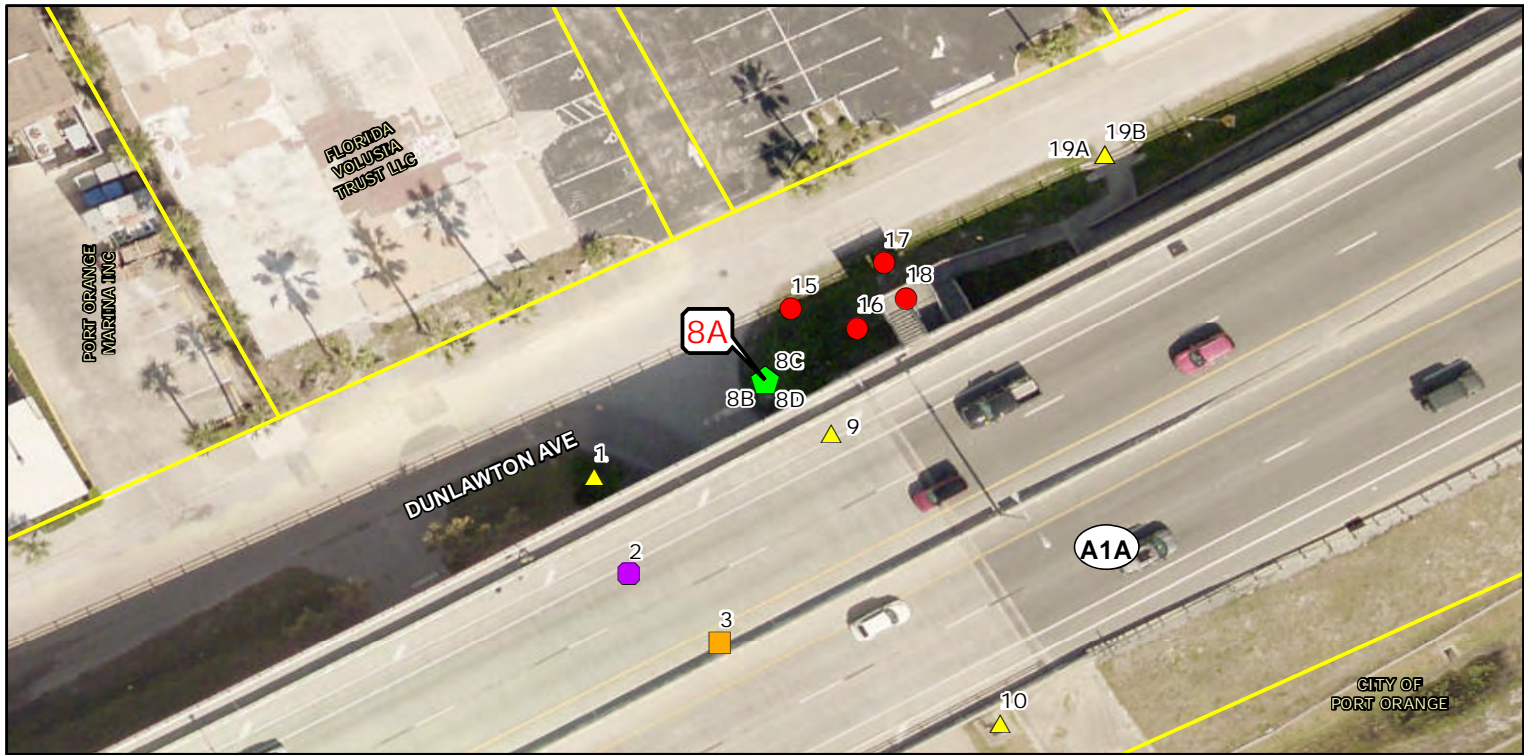 FLORIDA
VOLUSIA
TRUST LLC
19B
19A
PORT ORANGE
MARINA INC
17
15
18
16
8A
8C
8B
8D
9
DUNLAWTON AVE
1
2
A1A
3
CITY OF
PORT ORANGE
10